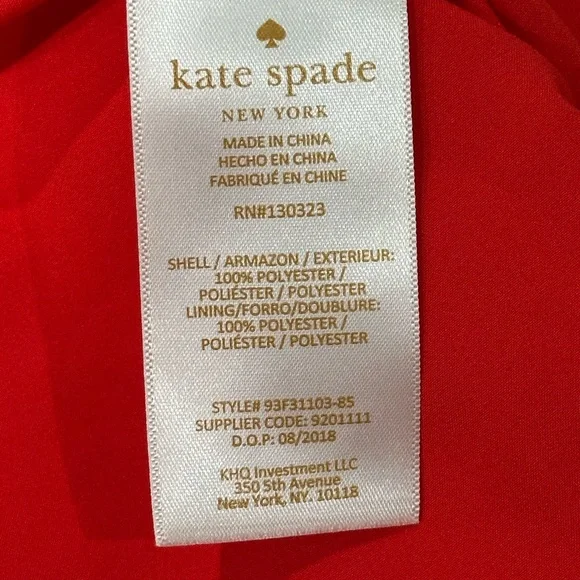 kate spade
NEW YORK
MADE IN CHINA
HECHO EN CHINA
FABRIQUÉ EN CHINE
RN#130323
SHELL / ARMAZON / EXTERIEUR:
100% POLYESTER /
POLIÉSTER / POLYESTER
LINING/FORRO/DOUBLURE:
100% POLYESTER /
POLIÉSTER / POLYESTER
STYLE# 93F31103-85
SUPPLIER CODE: 9201111
D.O.P: 08/2018
KHQ Investment LLC
350 5th Avenue
New York, NY. 10118